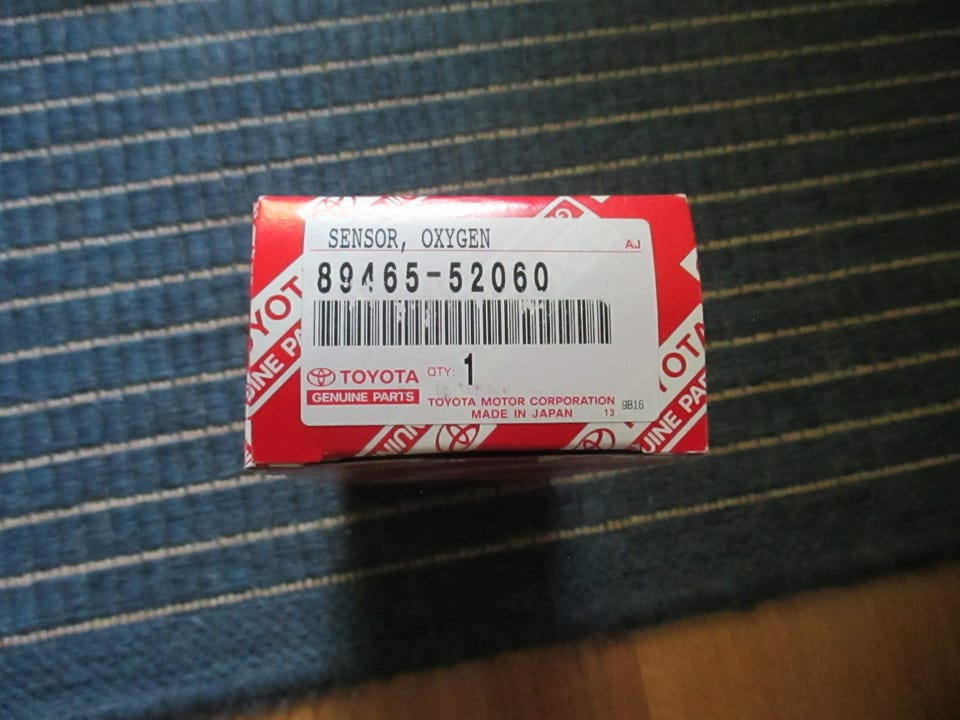 SENSOR, OXYGEN
AJ
89465-52060
TOYOTA
GENUINE PARTS
QTY: 1
TOYOTA MOTOR CORPORATION
MADE IN JAPAN
13
9B16